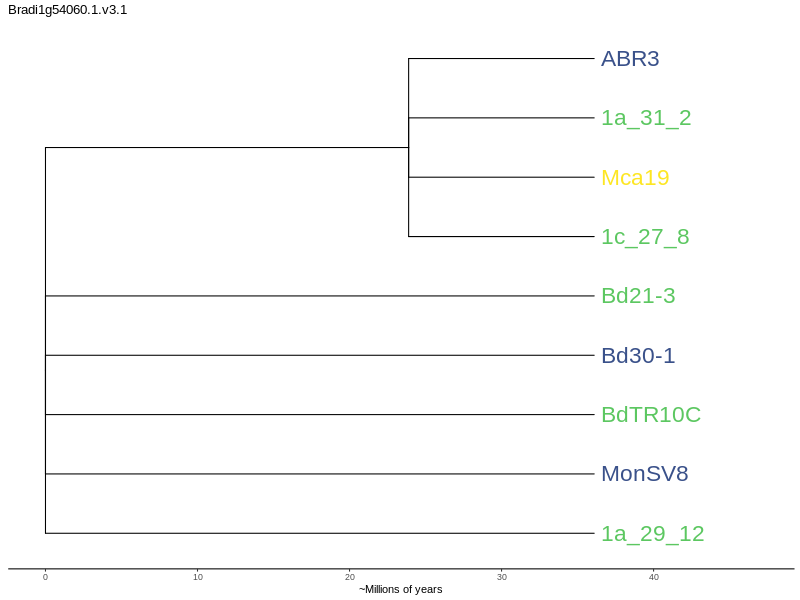 Bradi1g54060.1.v3.1
ABR3
1a_31_2
Mca19
1c_27_8
Bd21-3
Bd30-1
BdTR10C
MonSV8
1a_29_12
0 10 20 30 40
~Millions of years